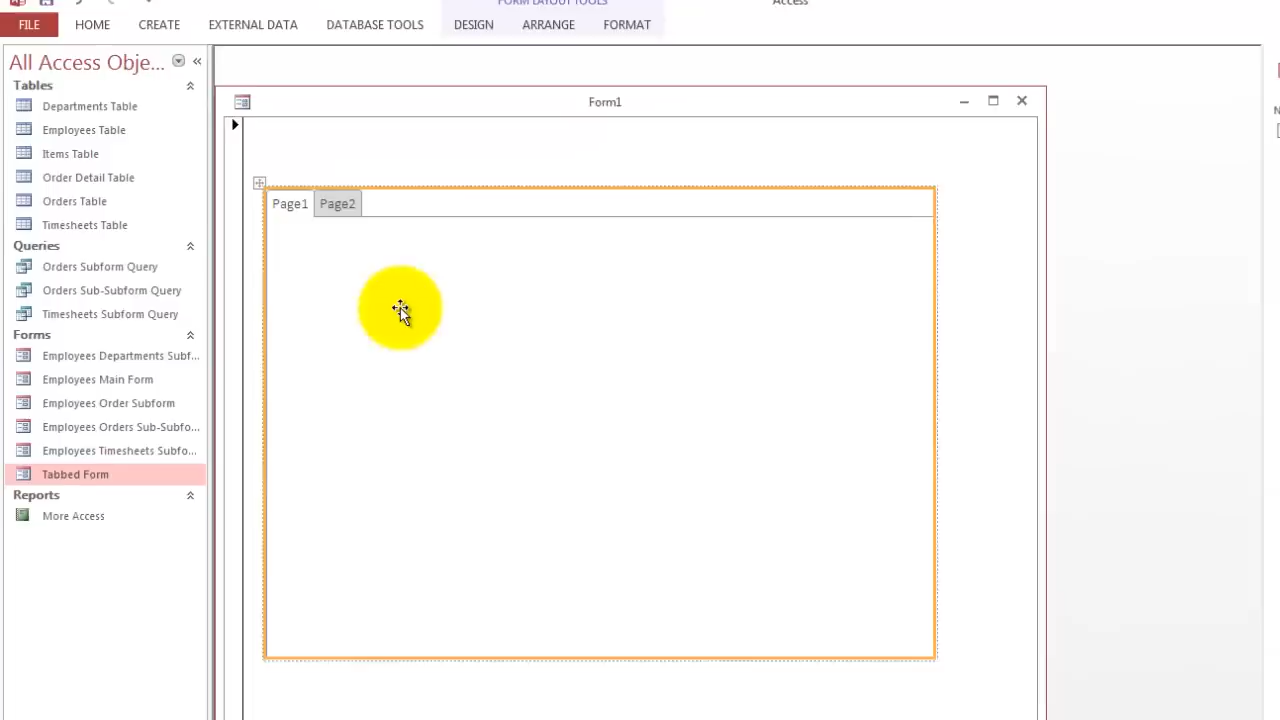 FORM LAYOUT TOOLS
Access
FILE HOME CREATE EXTERNAL DATA DATABASE TOOLS DESIGN ARRANGE FORMAT
All Access Obje... «
Form1
Tables
Departments Table
Employees Table
Items Table
Order Detail Table
Orders Table
Timesheets Table
Queries
Orders Subform Query
Orders Sub-Subform Query
Timesheets Subform Query
Forms
Employees Departments Subf...
Employees Main Form
Employees Order Subform
Employees Orders Sub-Subfo...
Employees Timesheets Subfo...
Tabbed Form
Reports
More Access
Page1 Page2